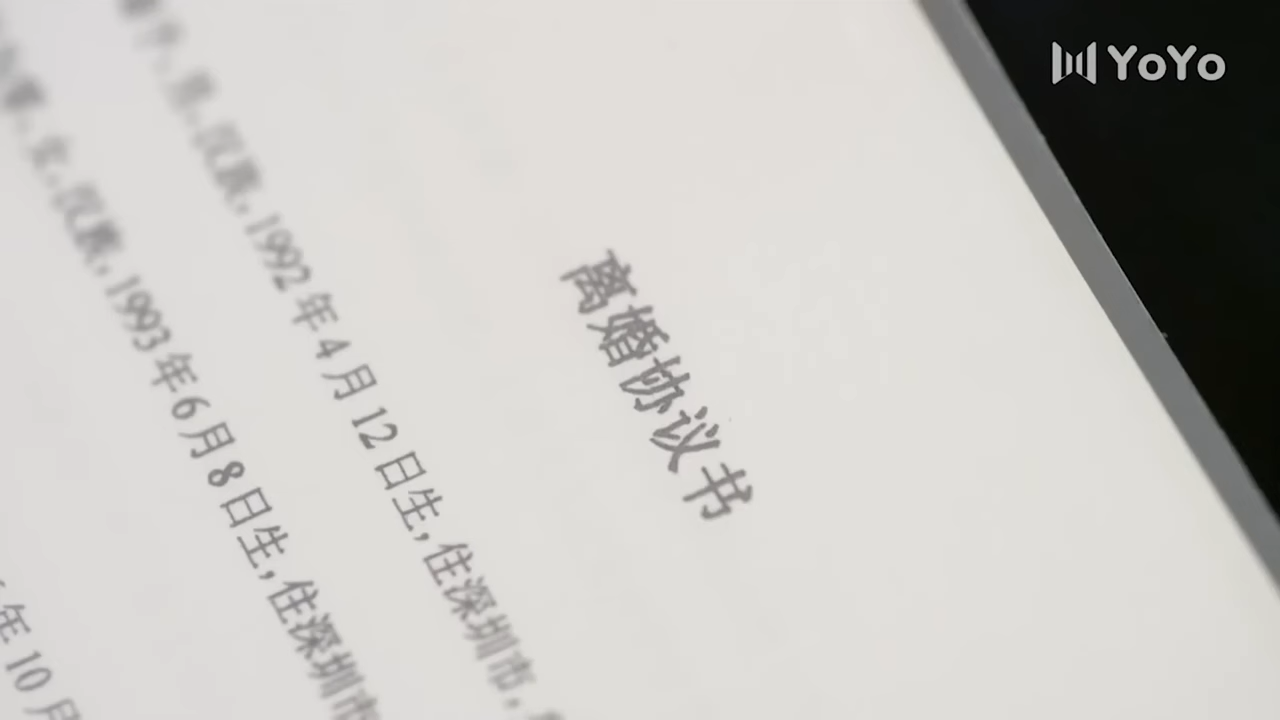 YoYo
离婚协议书
男,汉族,1992年4月12日生,住深圳市,
女,汉族,1993年6月8日生,住深圳市
年10月